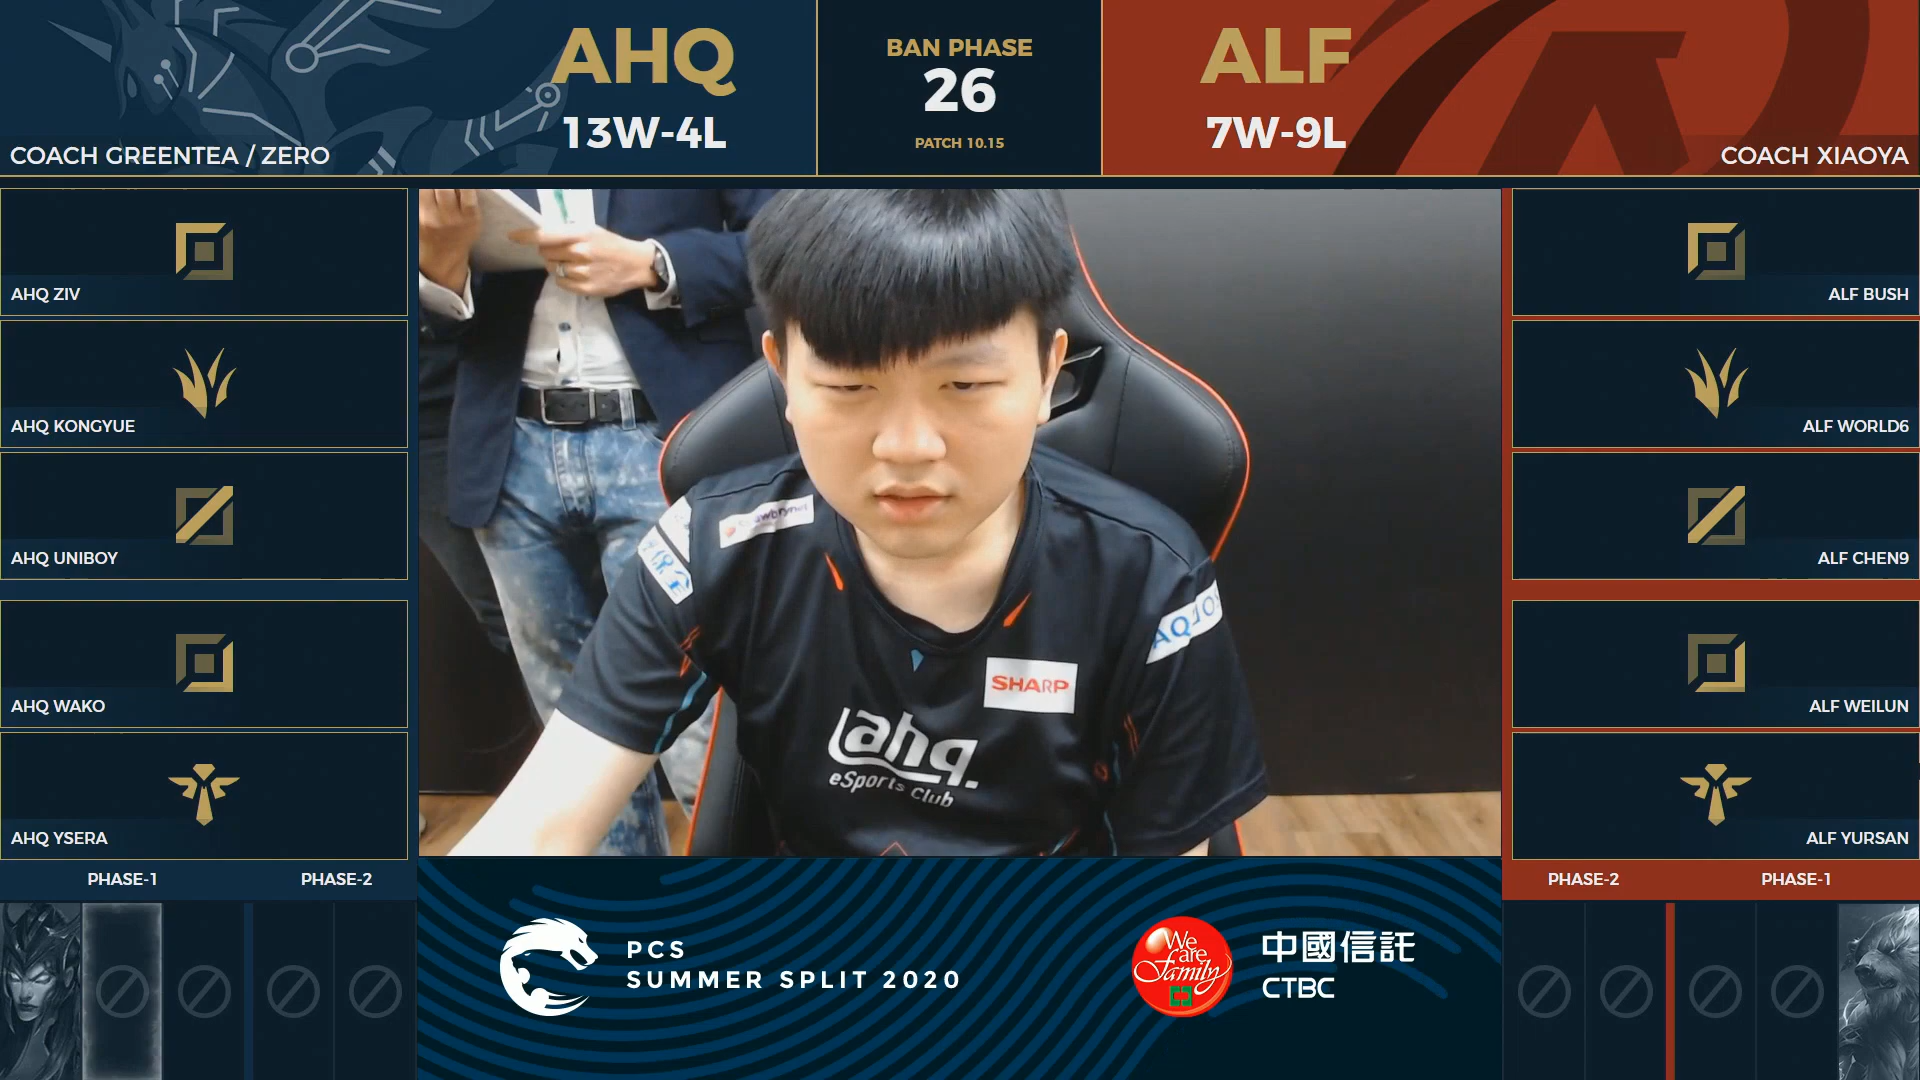 AHQ
13W-4L
COACH GREENTEA / ZERO
BAN PHASE
26
PATCH 10.15
ALF
7W-9L
COACH XIAOYA
AHQ ZIV
AHQ KONGYUE
AHQ UNIBOY
AHQ WAKO
AHQ YSERA
PHASE-1
PHASE-2
SHARP
ahq
eSports Club
ALF BUSH
ALF WORLD6
ALF CHEN9
ALF WEILUN
ALF YURSAN
PHASE-2
PHASE-1
PCS
SUMMER SPLIT 2020
We
are
Family
中國信託
CTBC